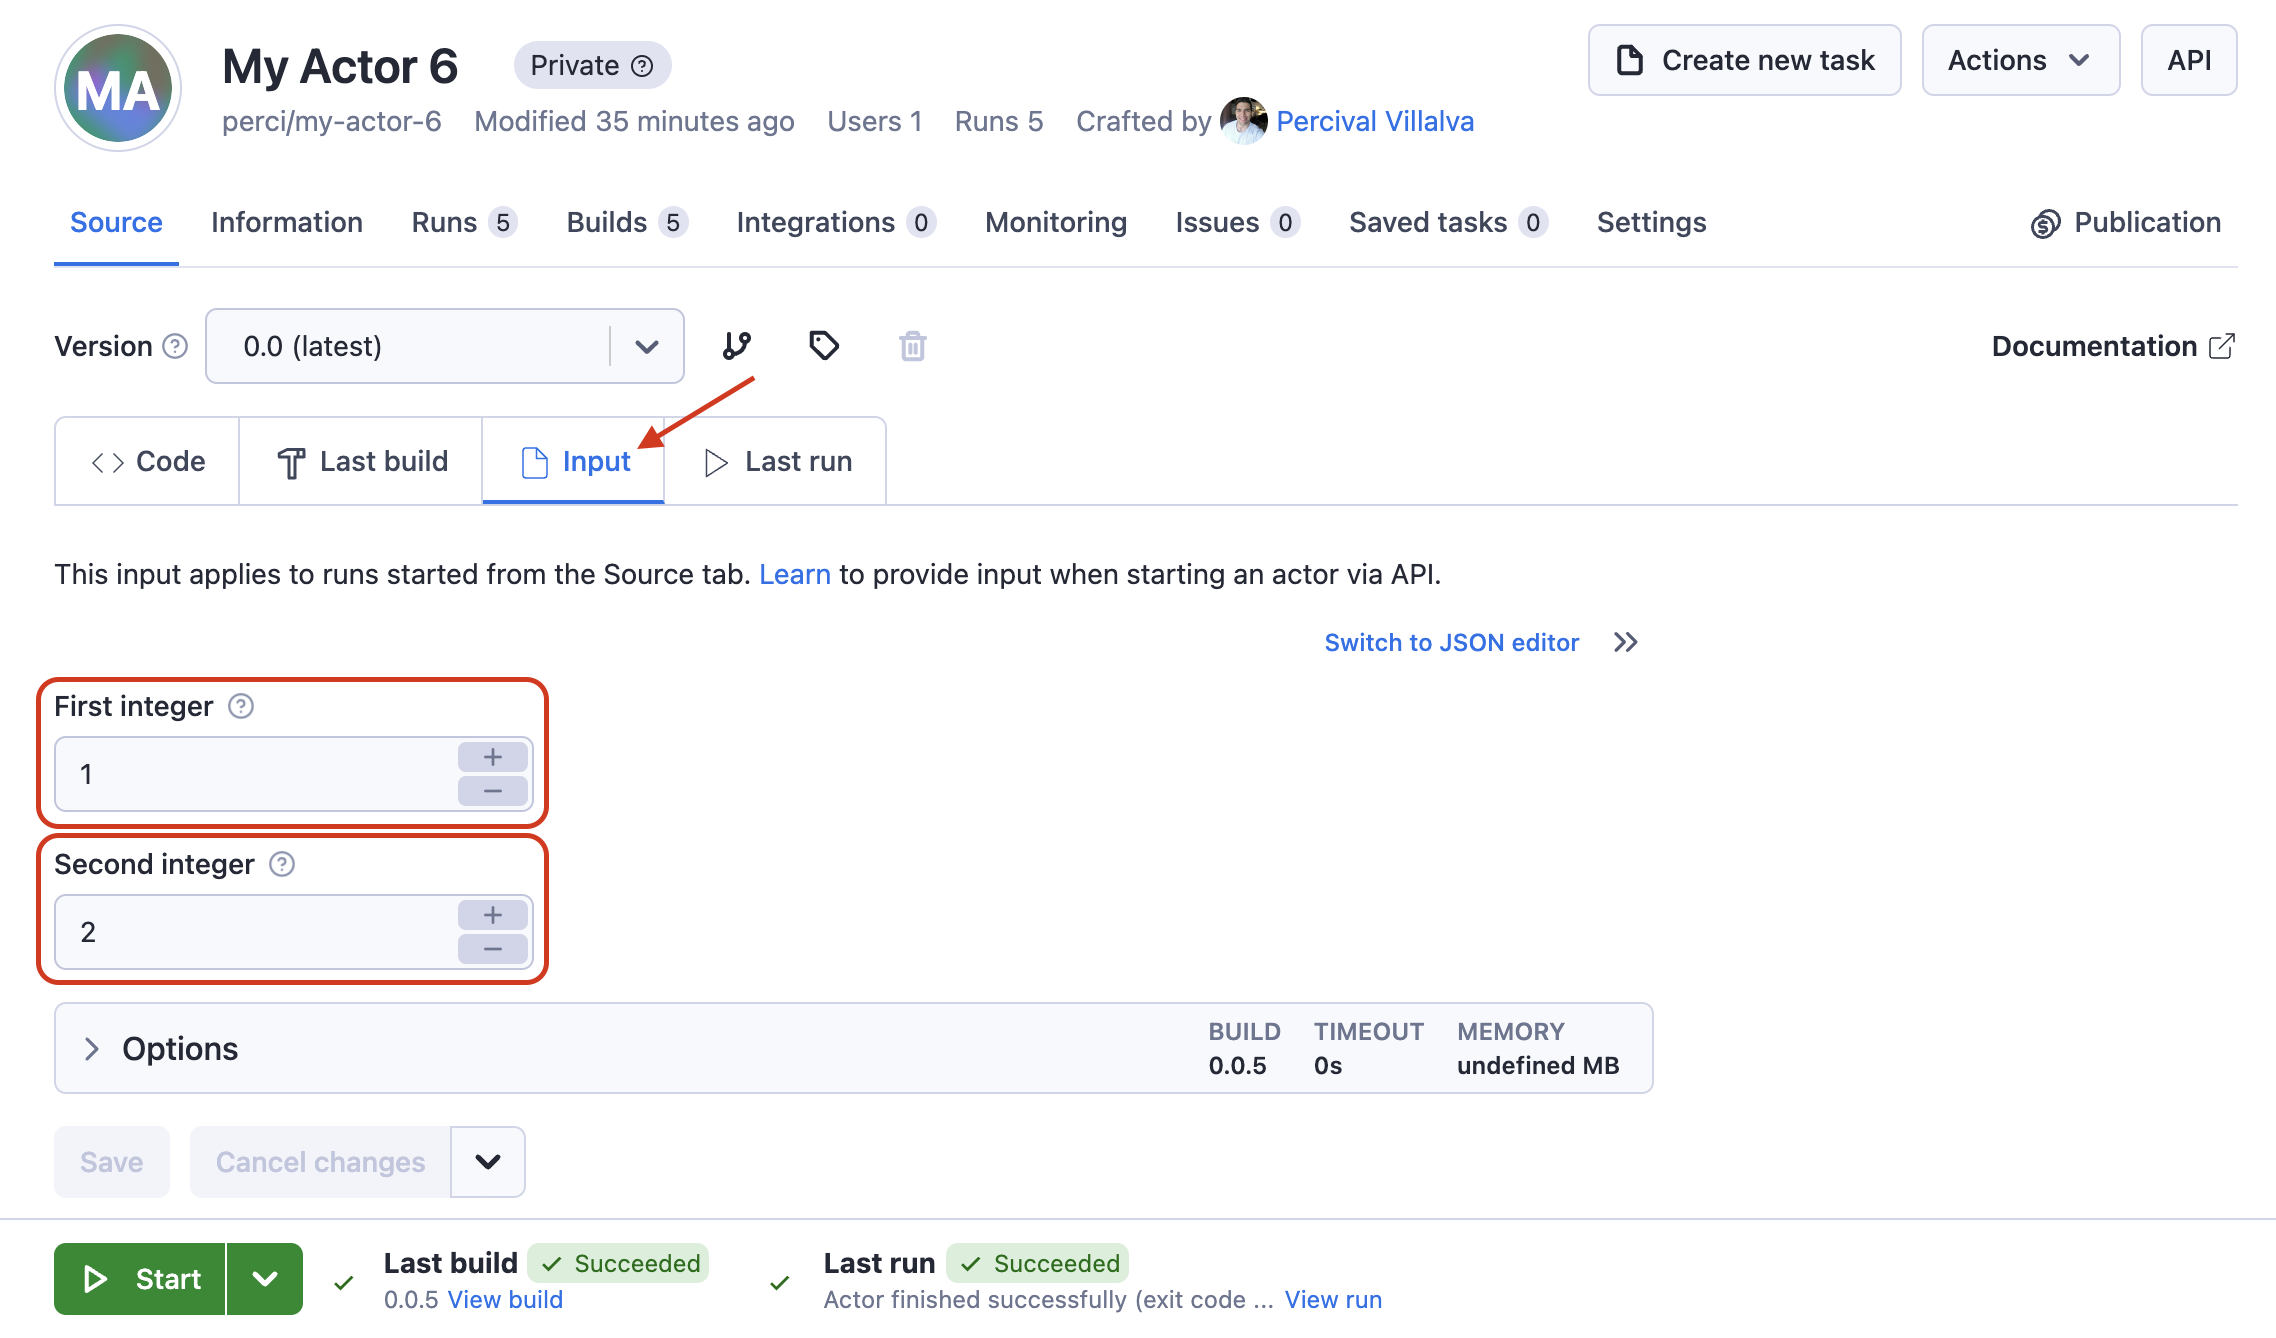 MA
My Actor 6 Private
Create new task Actions API
perci/my-actor-6 Modified 35 minutes ago Users 1 Runs 5 Crafted by Percival Villalva
Source Information Runs 5 Builds 5 Integrations 0 Monitoring Issues 0 Saved tasks 0 Settings Publication
Version 0.0 (latest) Documentation
Code Last build Input Last run
This input applies to runs started from the Source tab. Learn to provide input when starting an actor via API.
Switch to JSON editor
First integer
1
Second integer
2
Options
BUILD TIMEOUT MEMORY
0.0.5 0s undefined MB
Save Cancel changes
Start
Last build Succeeded
0.0.5 View build
Last run Succeeded
Actor finished successfully (exit code ... View run